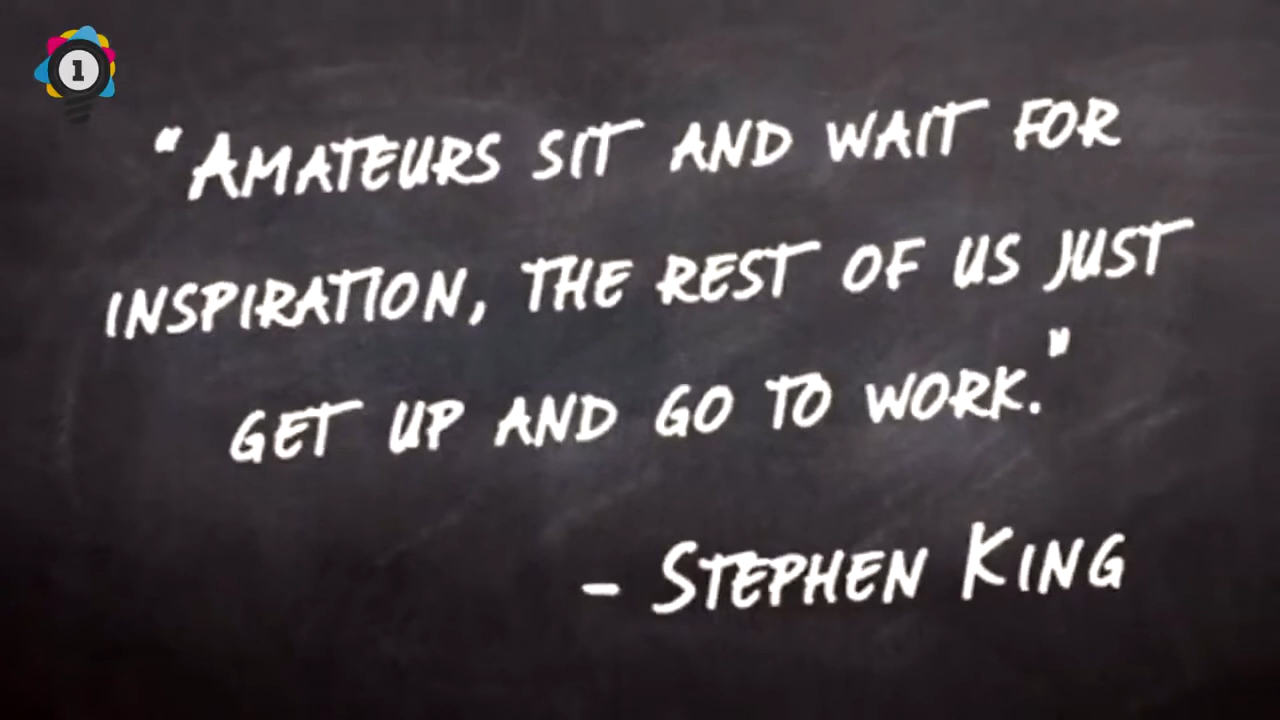 1
“AMATEURS SIT AND WAIT FOR
INSPIRATION, THE REST OF US JUST
GET UP AND GO TO WORK.”
– STEPHEN KING